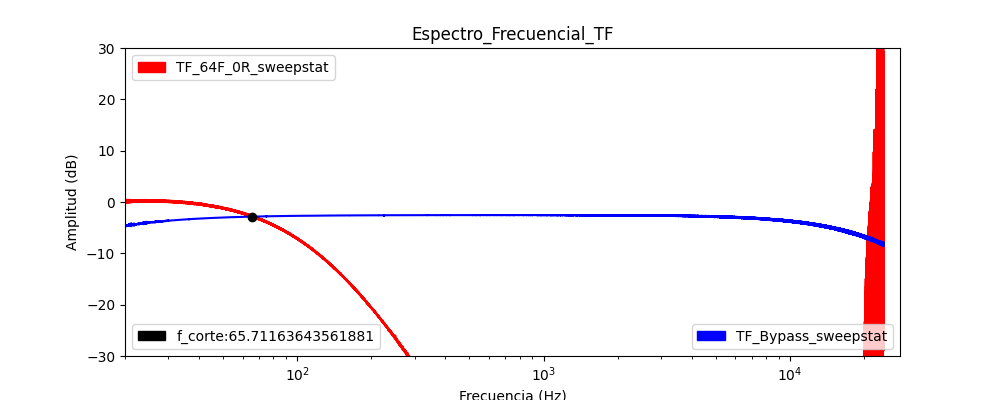 Espectro_Frecuencial_TF
30
20
10
0
−10
−20
−30
Amplitud (dB)
TF_64F_0R_sweepstat
f_corte:65.71163643561881
TF_Bypass_sweepstat
10²
10³
10⁴
Frecuencia (Hz)